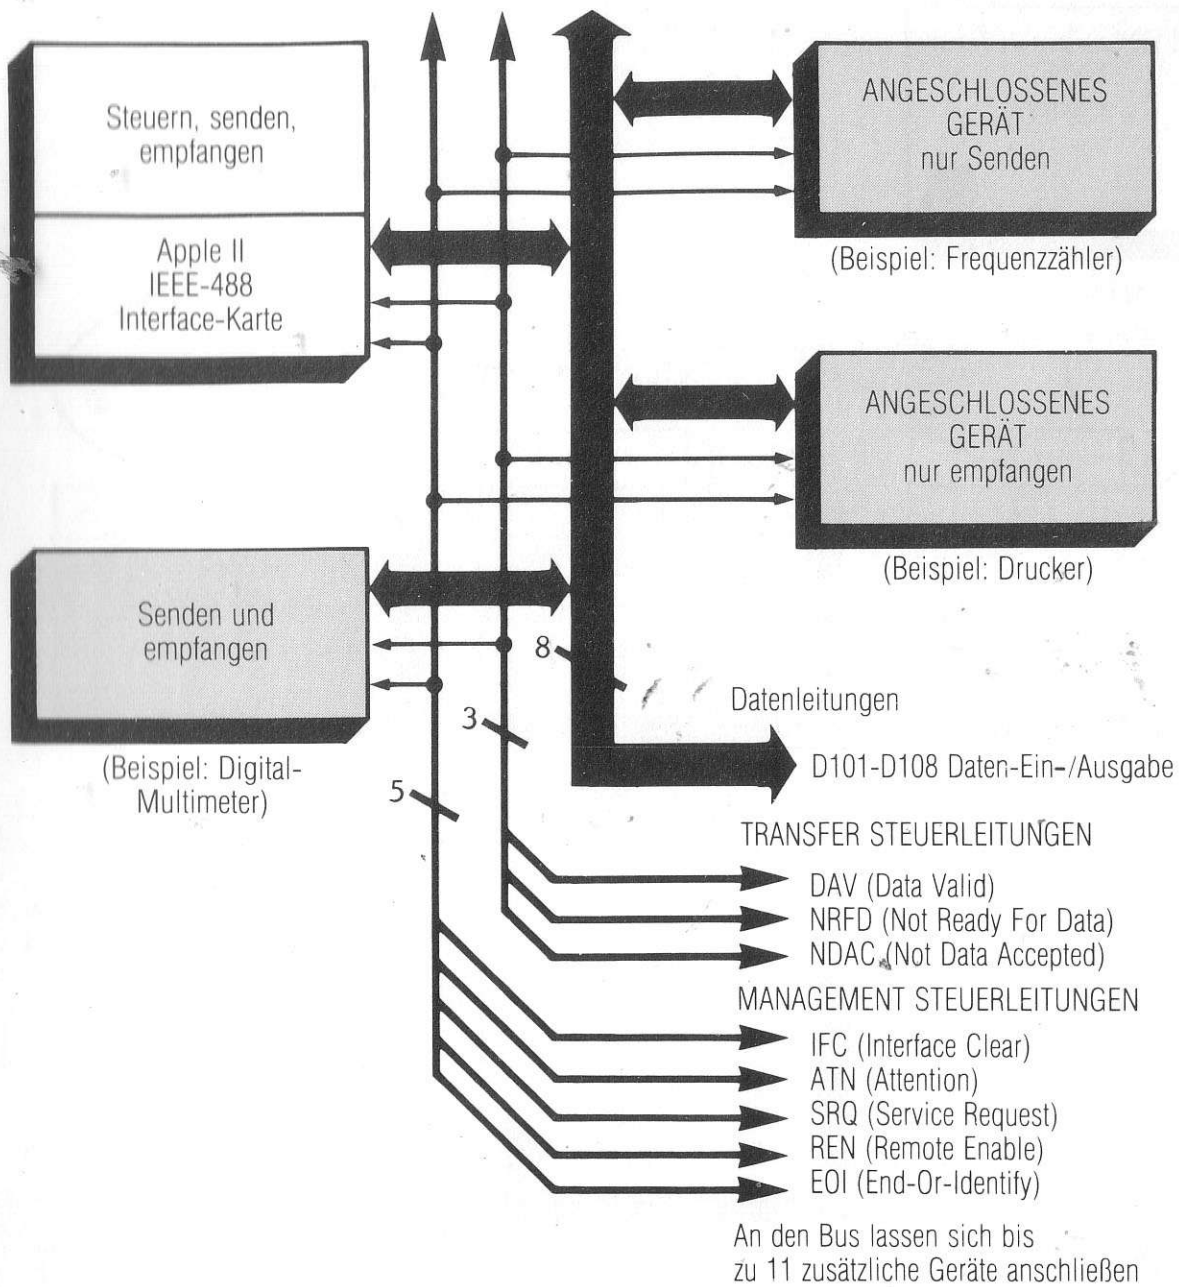 Steuern, senden,
empfangen
Apple II
IEEE-488
Interface-Karte
ANGESCHLOSSENES
GERÄT
nur Senden
(Beispiel: Frequenzzähler)
ANGESCHLOSSENES
GERÄT
nur empfangen
(Beispiel: Drucker)
Senden und
empfangen
(Beispiel: Digital-
Multimeter)
8
3
5
Datenleitungen
D101-D108 Daten-Ein-/Ausgabe
TRANSFER STEUERLEITUNGEN
DAV (Data Valid)
NRFD (Not Ready For Data)
NDAC (Not Data Accepted)
MANAGEMENT STEUERLEITUNGEN
IFC (Interface Clear)
ATN (Attention)
SRQ (Service Request)
REN (Remote Enable)
EOI (End-Or-Identify)
An den Bus lassen sich bis
zu 11 zusätzliche Geräte anschließen